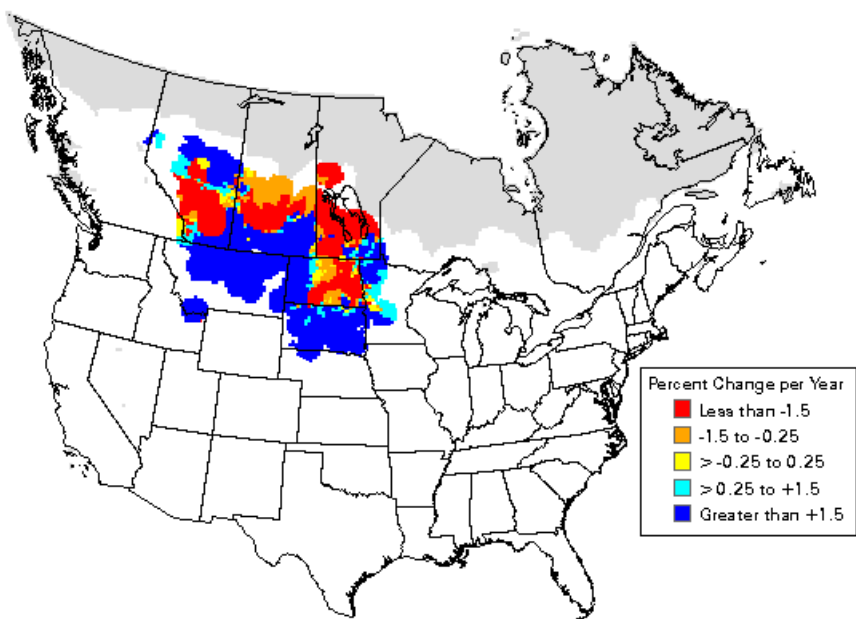 Percent Change per Year
Less than -1.5
-1.5 to -0.25
> -0.25 to 0.25
> 0.25 to +1.5
Greater than +1.5